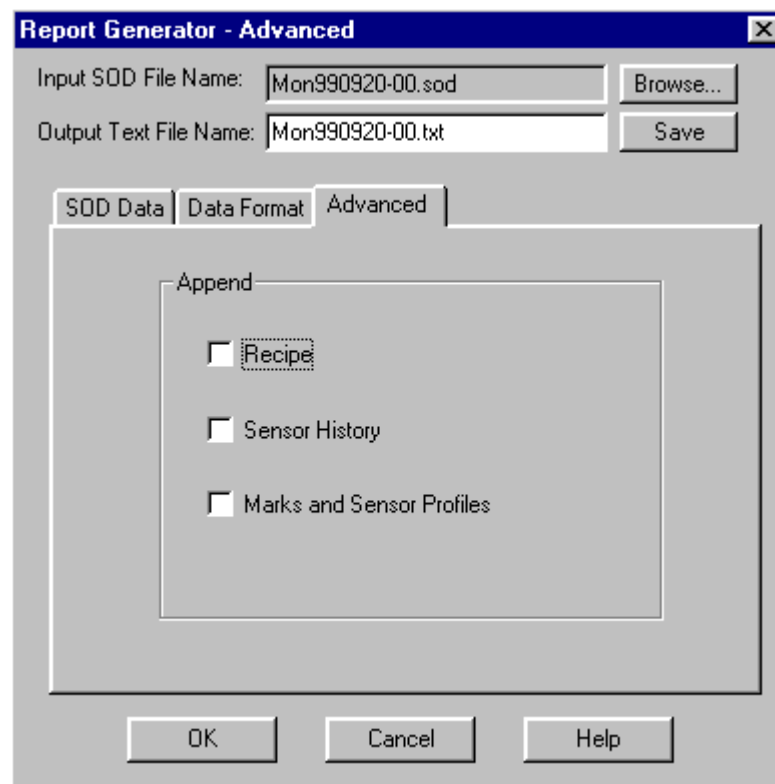 Report Generator - Advanced
Input SOD File Name: Mon990920-00.sod Browse...
Output Text File Name: Mon990920-00.txt Save
SOD Data Data Format Advanced
Append
Recipe
Sensor History
Marks and Sensor Profiles
OK Cancel Help